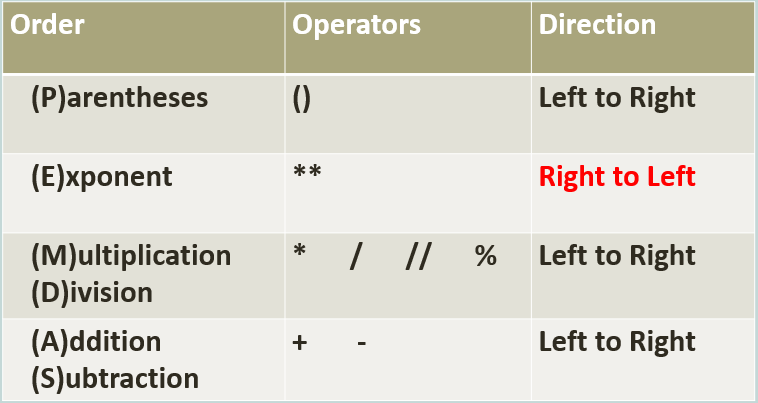 Order Operators Direction
(P)arentheses () Left to Right
(E)xponent ** Right to Left
(M)ultiplication * / // % Left to Right
(D)ivision
(A)ddition + - Left to Right
(S)ubtraction